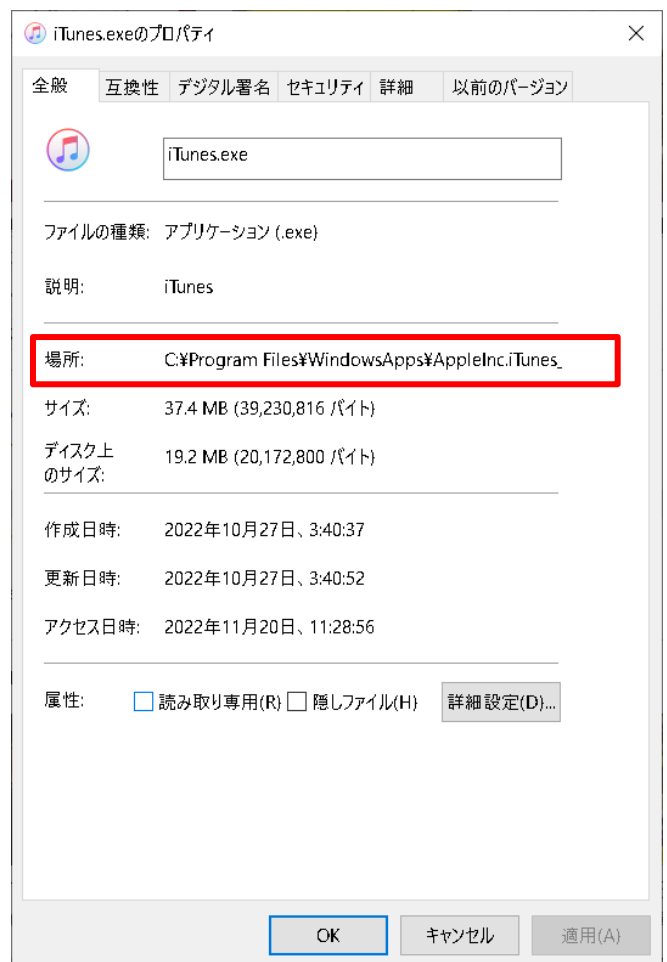 iTunes.exeのプロパティ
全般 互換性 デジタル署名 セキュリティ 詳細 以前のバージョン
iTunes.exe
ファイルの種類: アプリケーション (.exe)
説明: iTunes
場所: C:¥Program Files¥WindowsApps¥AppleInc.iTunes_
サイズ: 37.4 MB (39,230,816 バイト)
ディスク上
のサイズ: 19.2 MB (20,172,800 バイト)
作成日時: 2022年10月27日、3:40:37
更新日時: 2022年10月27日、3:40:52
アクセス日時: 2022年11月20日、11:28:56
属性: 読み取り専用(R) 隠しファイル(H) 詳細設定(D)...
OK キャンセル 適用(A)